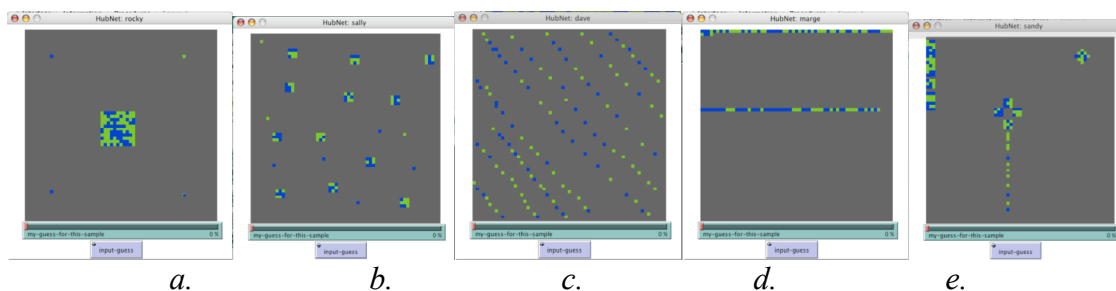 HubNet: rocky
my-guess-for-this-sample 0 %
input-guess
a.
HubNet: sally
my-guess-for-this-sample 0 %
input-guess
b.
HubNet: dave
my-guess-for-this-sample 0 %
input-guess
c.
HubNet: marge
my-guess-for-this-sample 0 %
input-guess
d.
HubNet: sandy
my-guess-for-this-sample 0 %
input-guess
e.